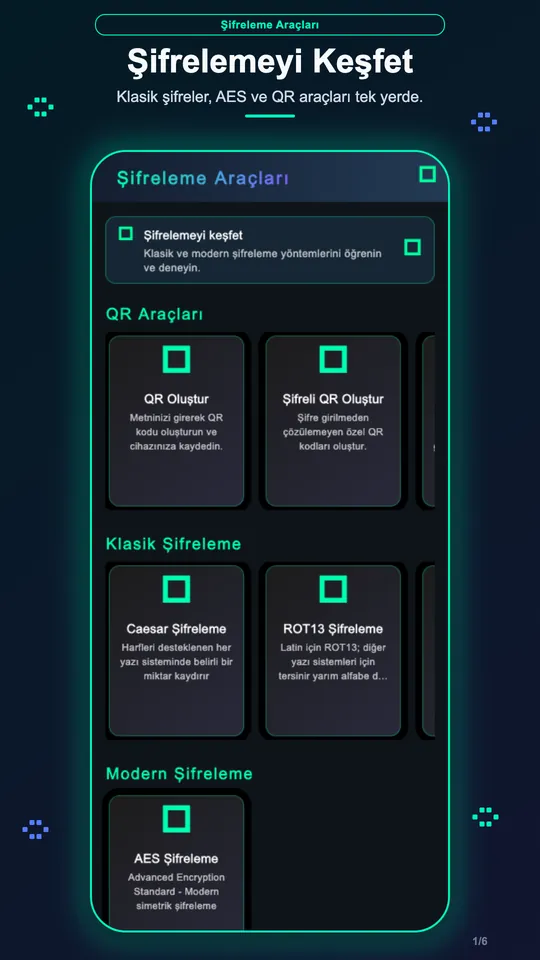 Şifreleme Araçları
Şifrelemeyi Keşfet
Klasik şifreler, AES ve QR araçları tek yerde.
Şifreleme Araçları
Şifrelemeyi keşfet
Klasik ve modern şifreleme yöntemlerini öğrenin
ve deneyin.
QR Araçları
QR Oluştur
Metninizi girerek QR
kodu oluşturun ve
cihazınıza kaydedin.
Şifreli QR Oluştur
Şifre girilmeden
çözülemeyen özel QR
kodları oluştur.
Klasik Şifreleme
Caesar Şifreleme
Harfleri desteklenen her
yazı sisteminde belirli bir
miktar kaydırır
ROT13 Şifreleme
Latin için ROT13; diğer
yazı sistemleri için
tersinir yarım alfabe d...
Modern Şifreleme
AES Şifreleme
Advanced Encryption
Standard - Modern
simetrik şifreleme
1/6